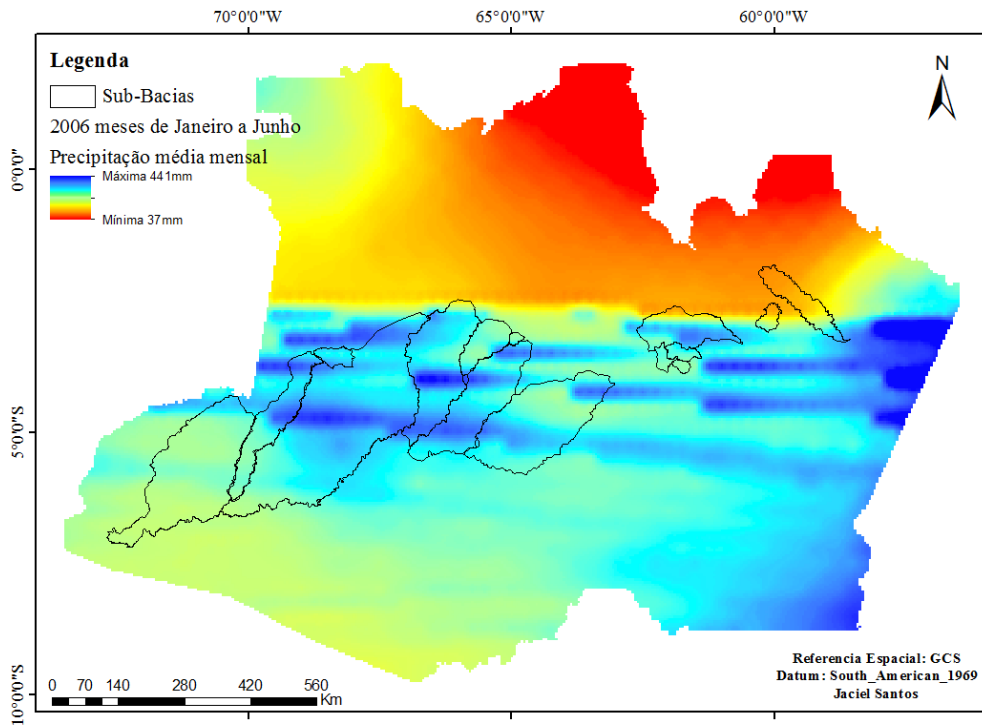 70°0'0"W 65°0'0"W 60°0'0"W
Legenda
Sub-Bacias
2006 meses de Janeiro a Junho
Precipitação média mensal
Máxima 441mm
Mínima 37mm
N
0°0'0"
5°0'0"S
10°0'0"S
0 70 140 280 420 560
Km
Referencia Espacial: GCS
Datum: South_American_1969
Jaciel Santos